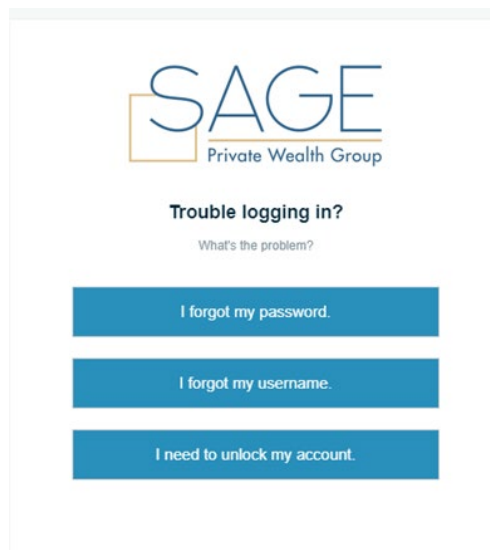 SAGE
Private Wealth Group
Trouble logging in?
What's the problem?
I forgot my password.
I forgot my username.
I need to unlock my account.